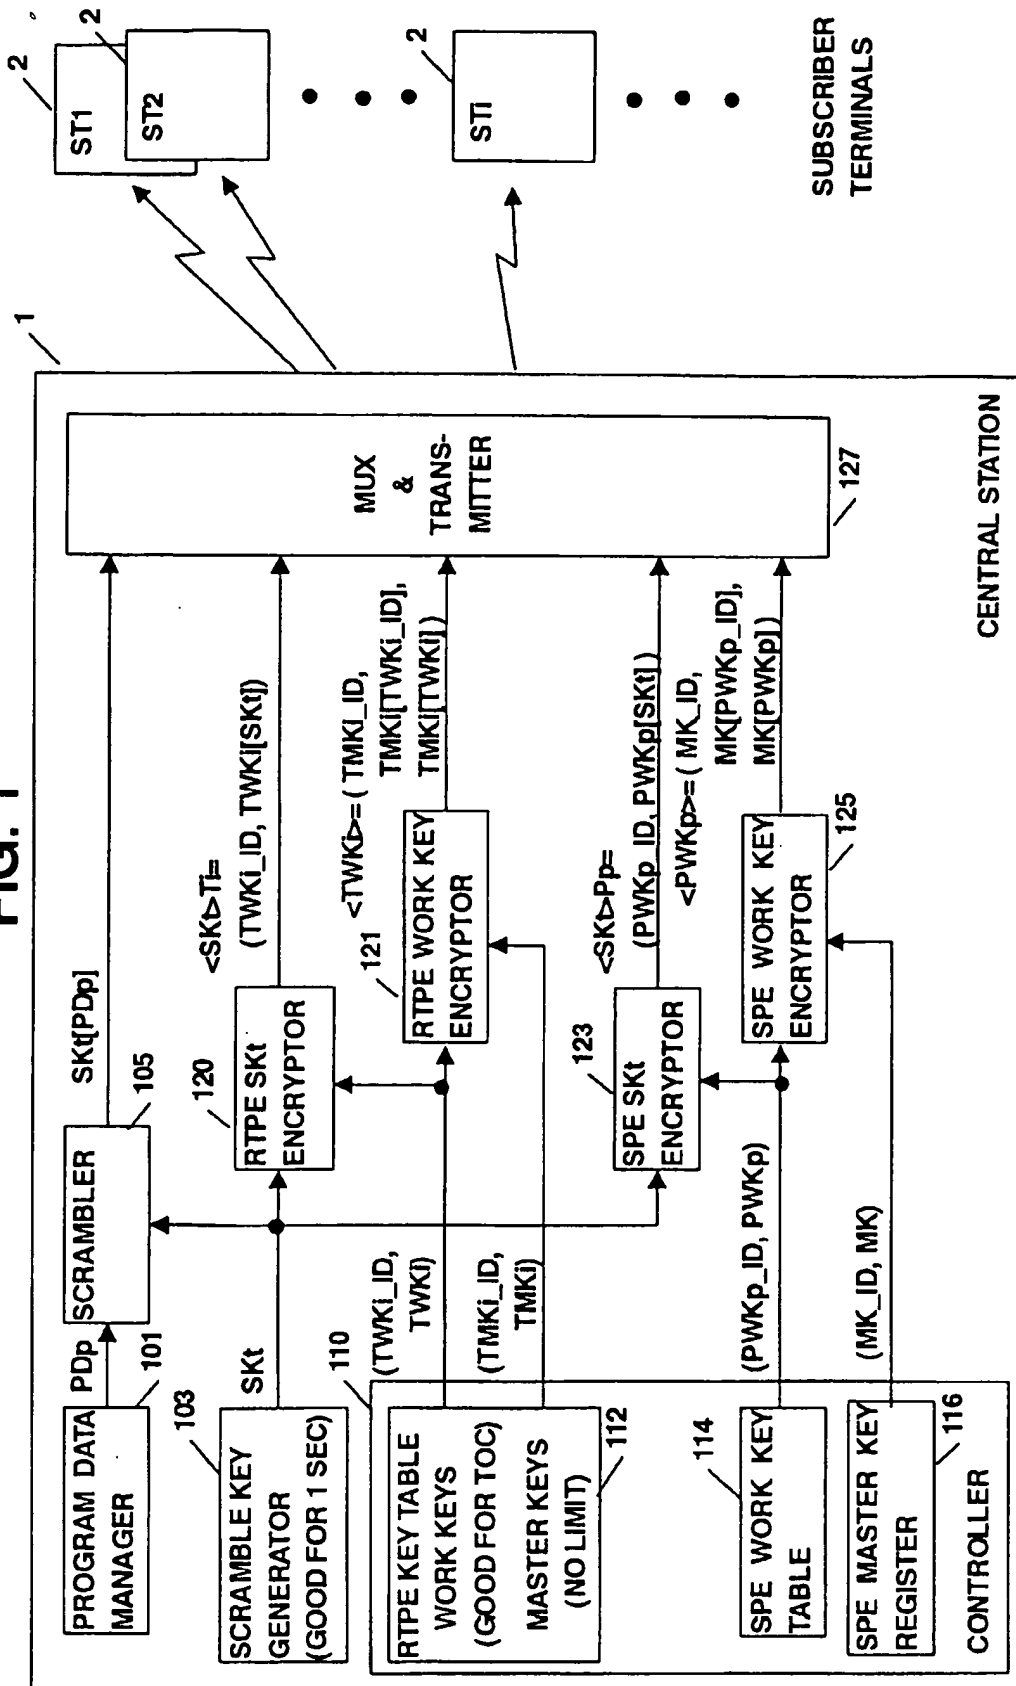 FIG. 1
1
2
2
2
ST1
ST2
STi
SUBSCRIBER
TERMINALS
MUX
&
TRANS-
MITTER
127
CENTRAL STATION
PROGRAM DATA
MANAGER
101
PDp
SCRAMBLER
105
SKt[PDp]
SCRAMBLE KEY
GENERATOR
(GOOD FOR 1 SEC)
103
SKt
RTPE SKt
ENCRYPTOR
120
<SKt>Ti=
(TWKi_ID, TWKi[SKt])
110
RTPE KEY TABLE
WORK KEYS
(GOOD FOR TOC)
MASTER KEYS
(NO LIMIT)
112
(TWKi_ID,
TWKi)
(TMKi_ID,
TMKi)
121
RTPE WORK KEY
ENCRYPTOR
<TWKi>=( TMKi_ID,
TMKi[TWKi_ID],
TMKi[TWKi] )
123
SPE SKt
ENCRYPTOR
<SKt>Pp=
(PWKp_ID, PWKp[SKt] )
114
SPE WORK KEY
TABLE
(PWKp_ID, PWKp)
SPE WORK KEY
ENCRYPTOR
125
<PWKp>=( MK_ID,
MK[PWKp_ID],
MK[PWKp] )
SPE MASTER KEY
REGISTER
116
(MK_ID, MK)
CONTROLLER